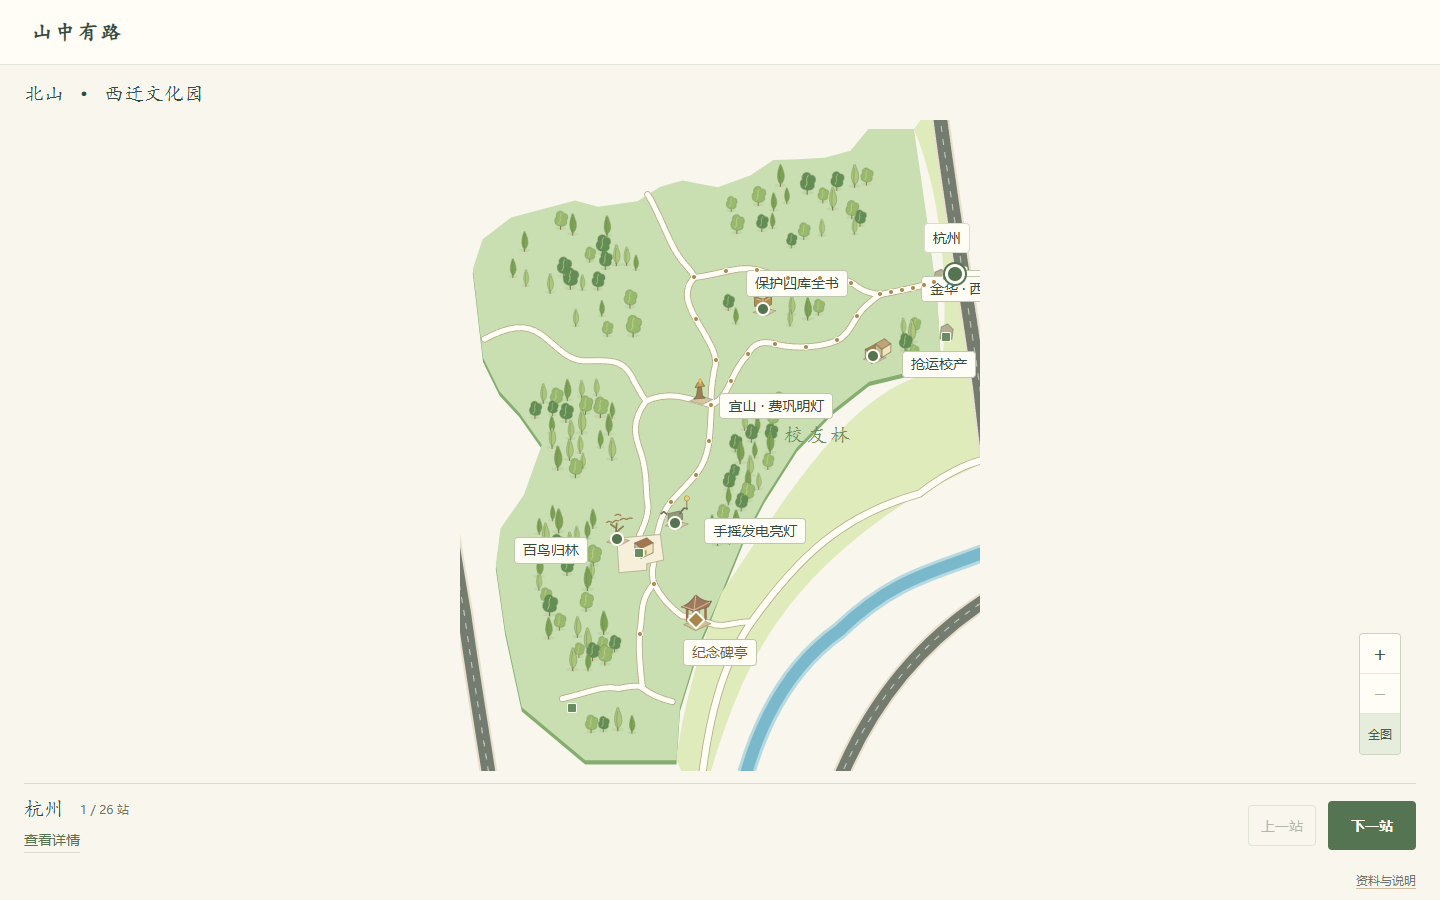 山中有路
北山 • 西迁文化园
杭州
保护四库全书
金华 · 西
抢运校产
宜山 · 费巩明灯
校友林
手摇发电亮灯
百鸟归林
纪念碑亭
+
−
全图
杭州 1 / 26 站
查看详情
上一站
下一站
资料与说明